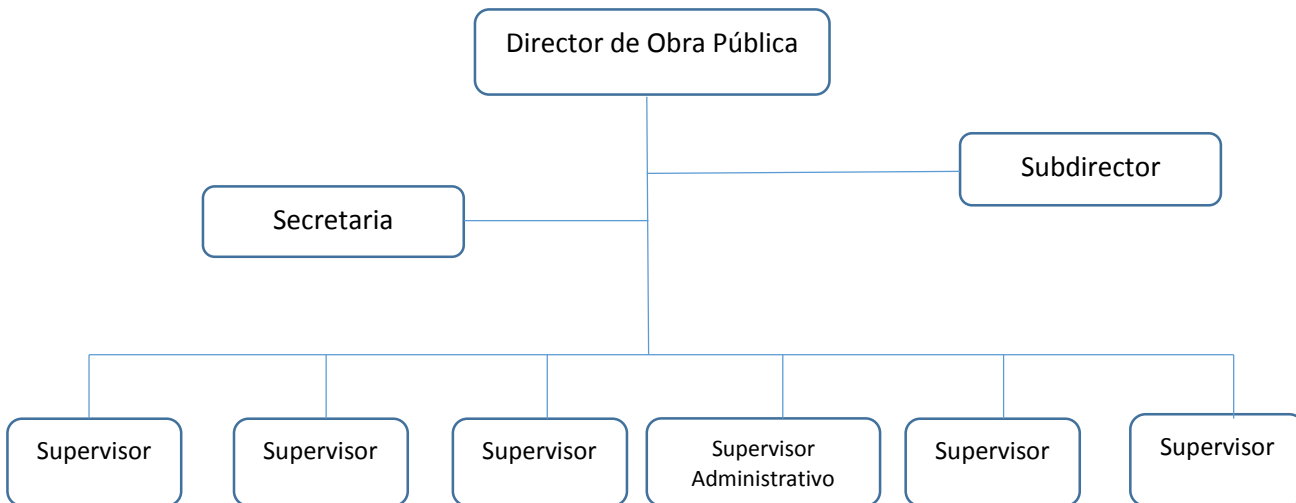 Director de Obra Pública
Subdirector
Secretaria
Supervisor
Supervisor
Supervisor
Supervisor
Administrativo
Supervisor
Supervisor